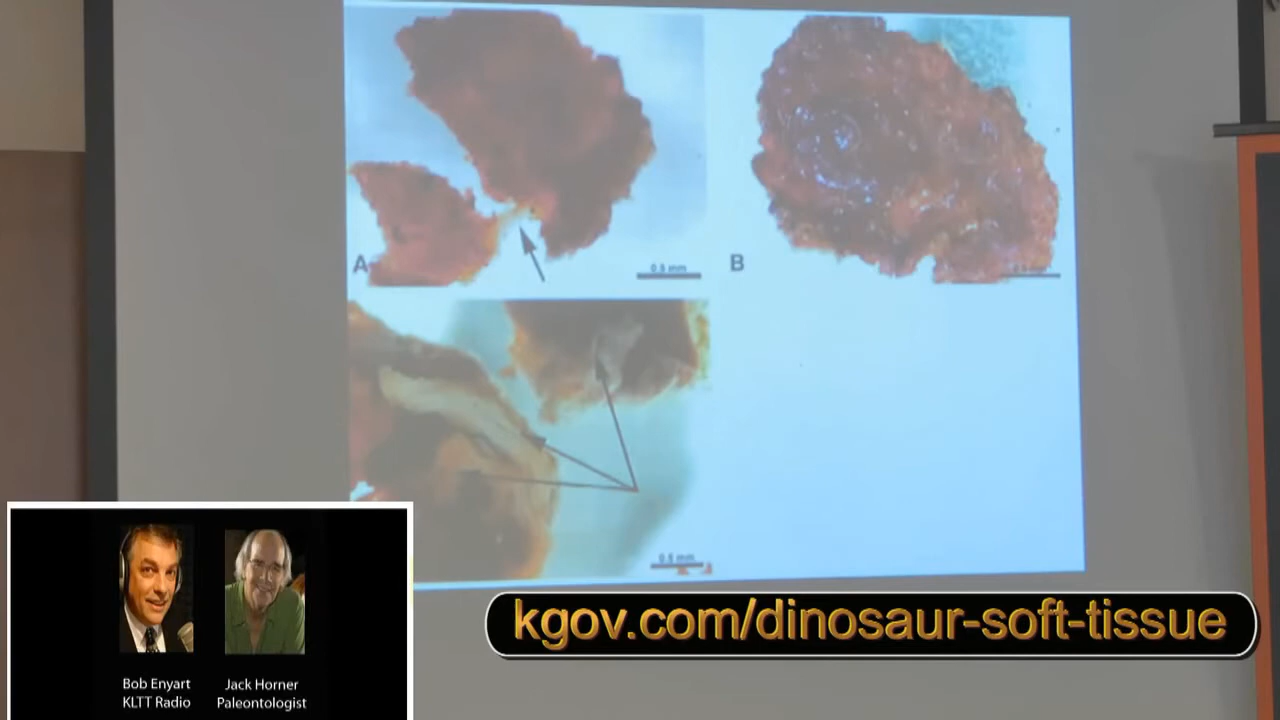 A
0.5 mm
B
0.5 mm
kgov.com/dinosaur-soft-tissue
Bob Enyart
KLTT Radio
Jack Horner
Paleontologist